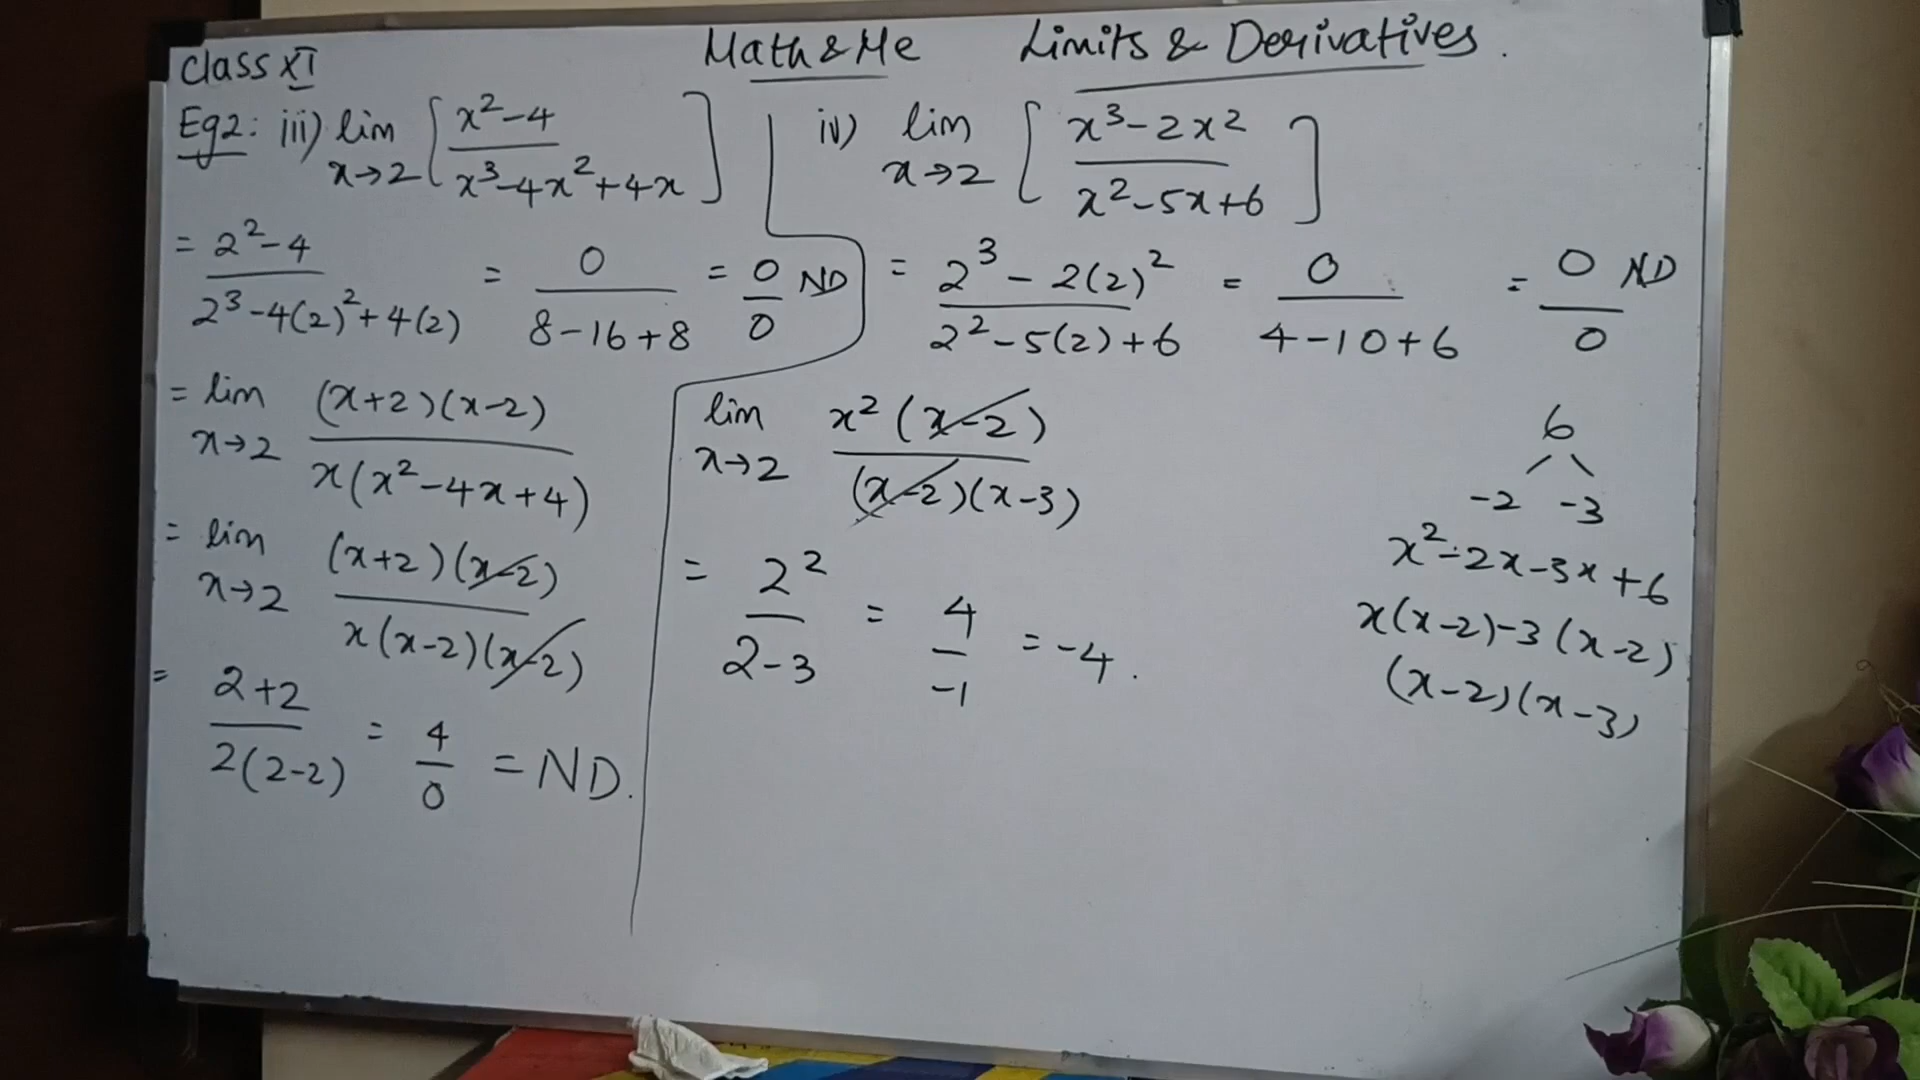 Class XI Math & Me Limits & Derivatives.
Eg2: iii) lim x→2 [ (x² - 4) / (x³ - 4x² + 4x) ]
= (2² - 4) / (2³ - 4(2)² + 4(2)) = 0 / (8 - 16 + 8) = 0/0 ND
= lim x→2 (x+2)(x-2) / x(x² - 4x + 4)
= lim x→2 (x+2)(x-2) / x(x-2)(x-2)
= (2+2) / 2(2-2) = 4/0 = ND.
iv) lim x→2 [ (x³ - 2x²) / (x² - 5x + 6) ]
= (2³ - 2(2)²) / (2² - 5(2) + 6) = 0 / (4 - 10 + 6) = 0/0 ND
lim x→2 x²(x-2) / (x-2)(x-3)
= 2² / (2-3) = 4/-1 = -4.
6
-2 -3
x² - 2x - 3x + 6
x(x-2) - 3(x-2)
(x-2)(x-3)